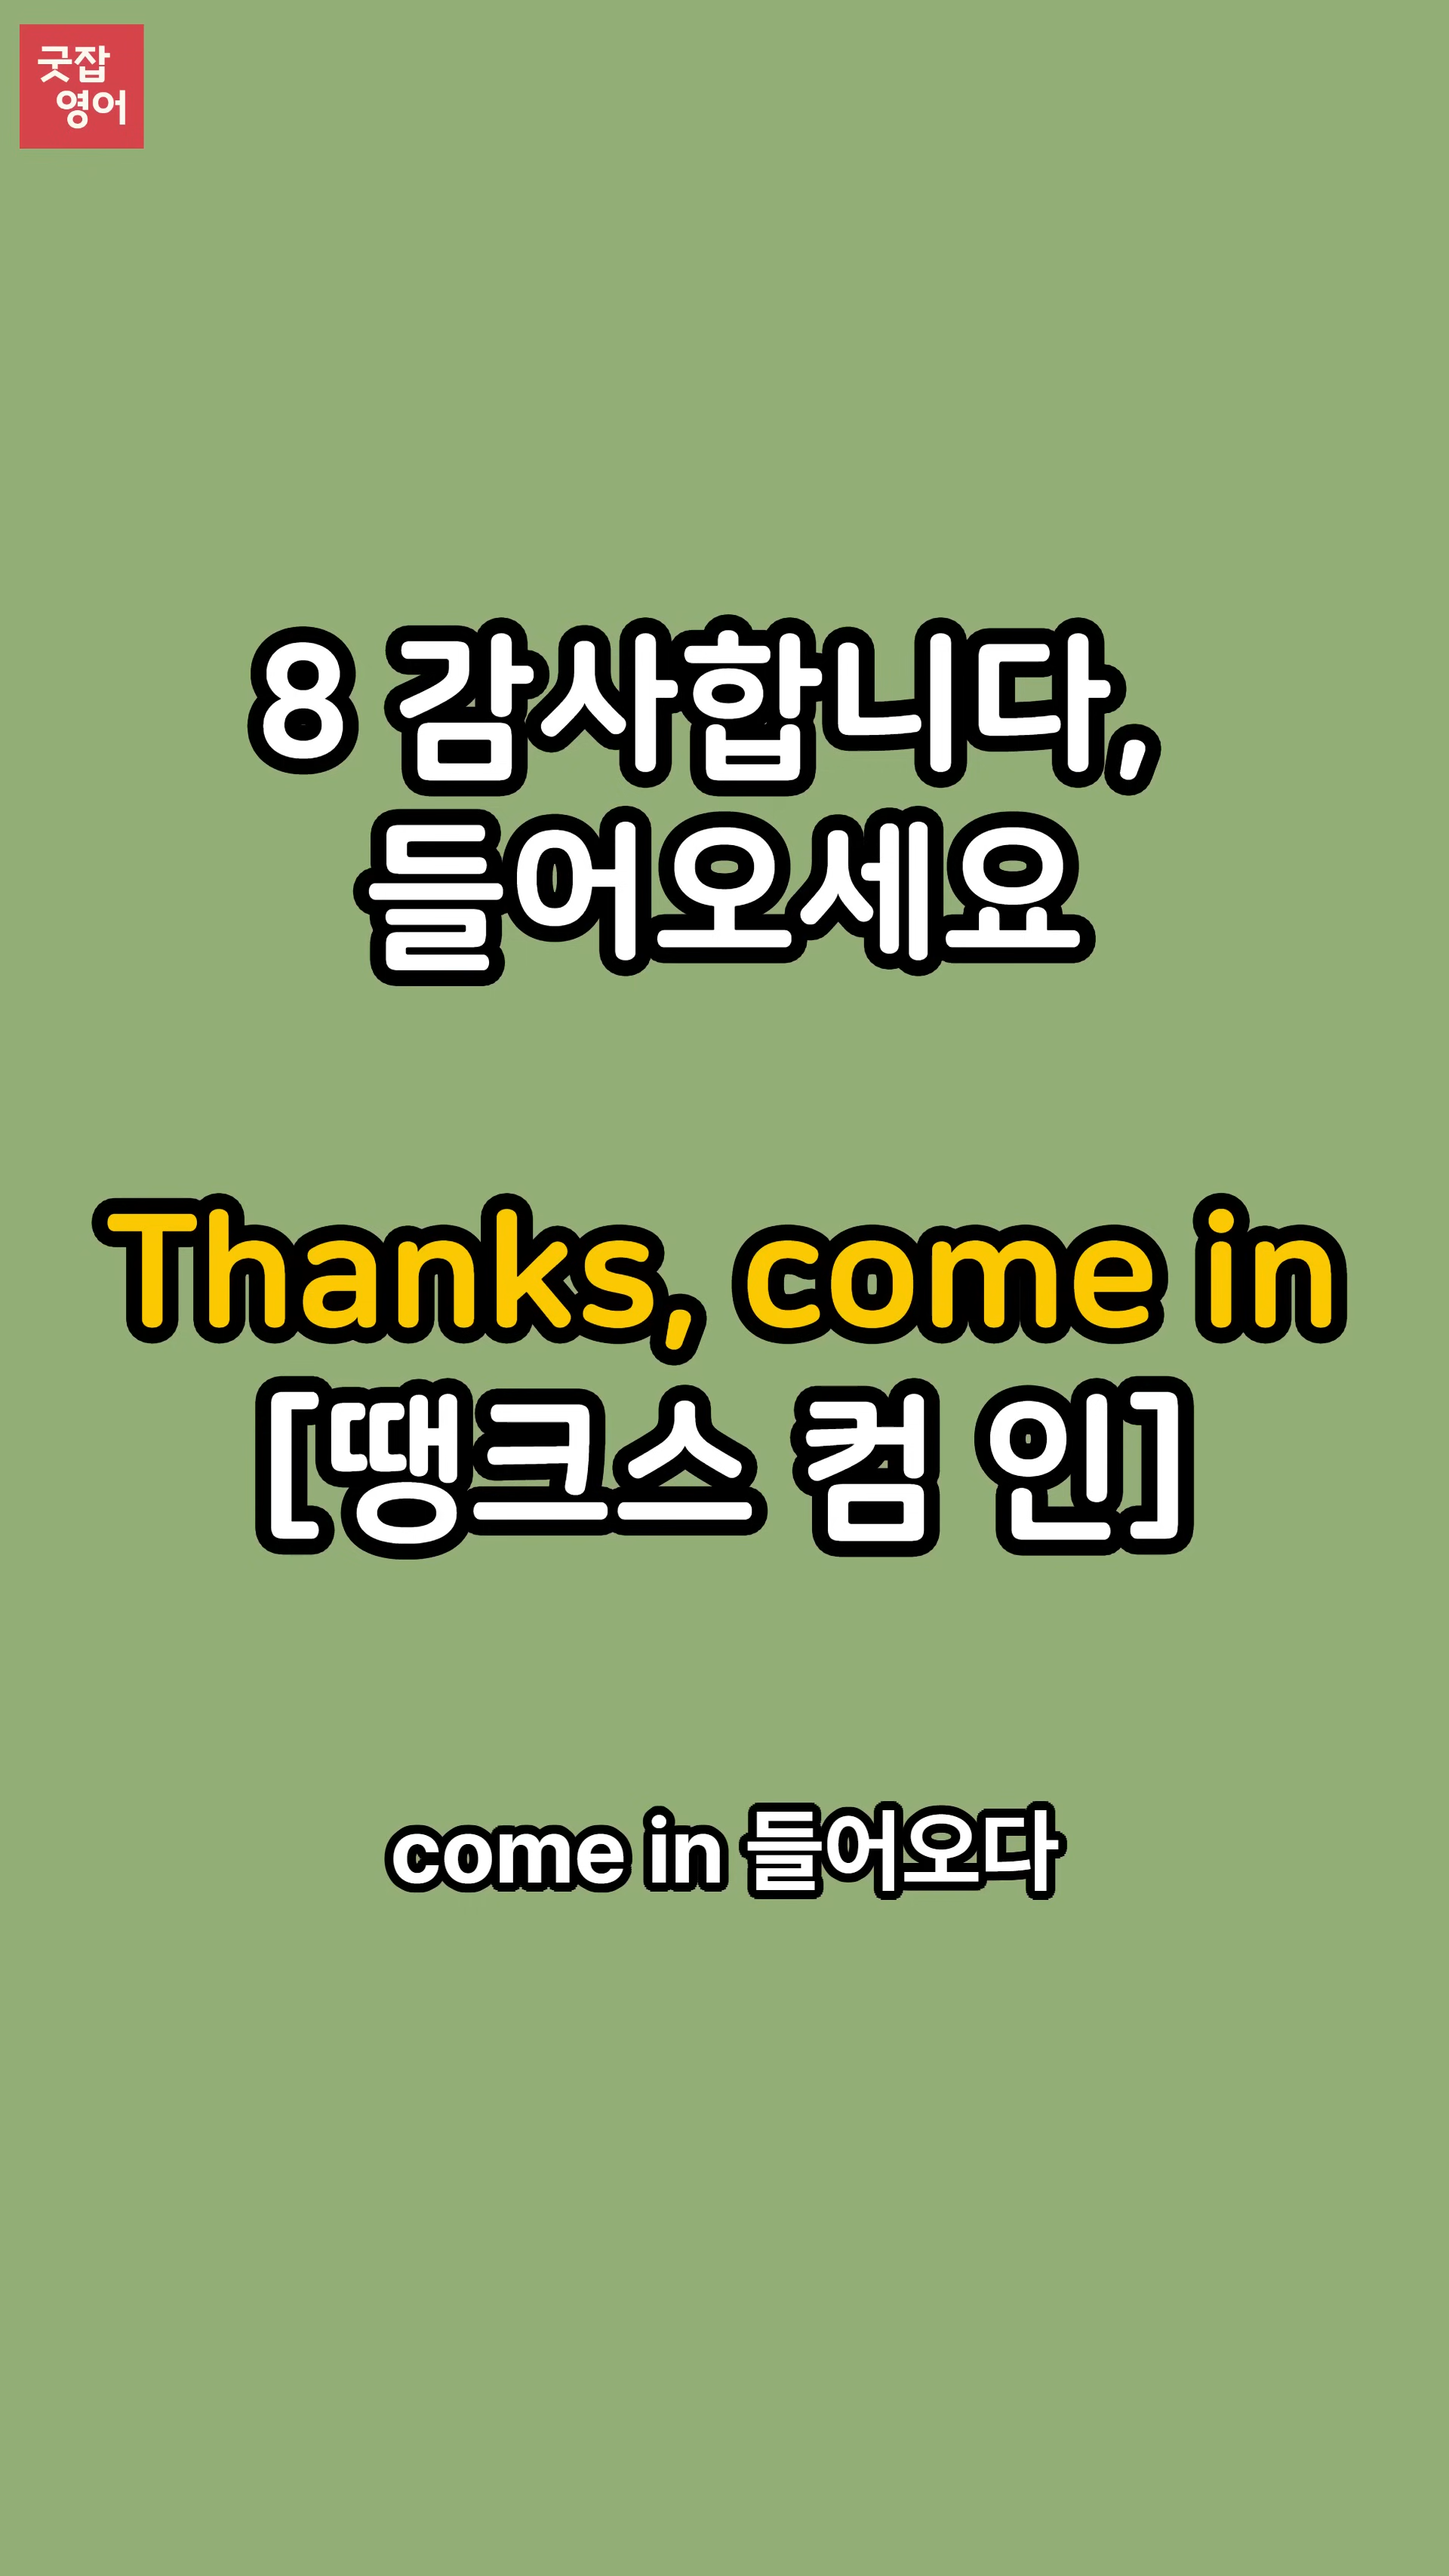 굿잡
영어
8 감사합니다,
들어오세요
Thanks, come in
[땡크스 컴 인]
come in 들어오다